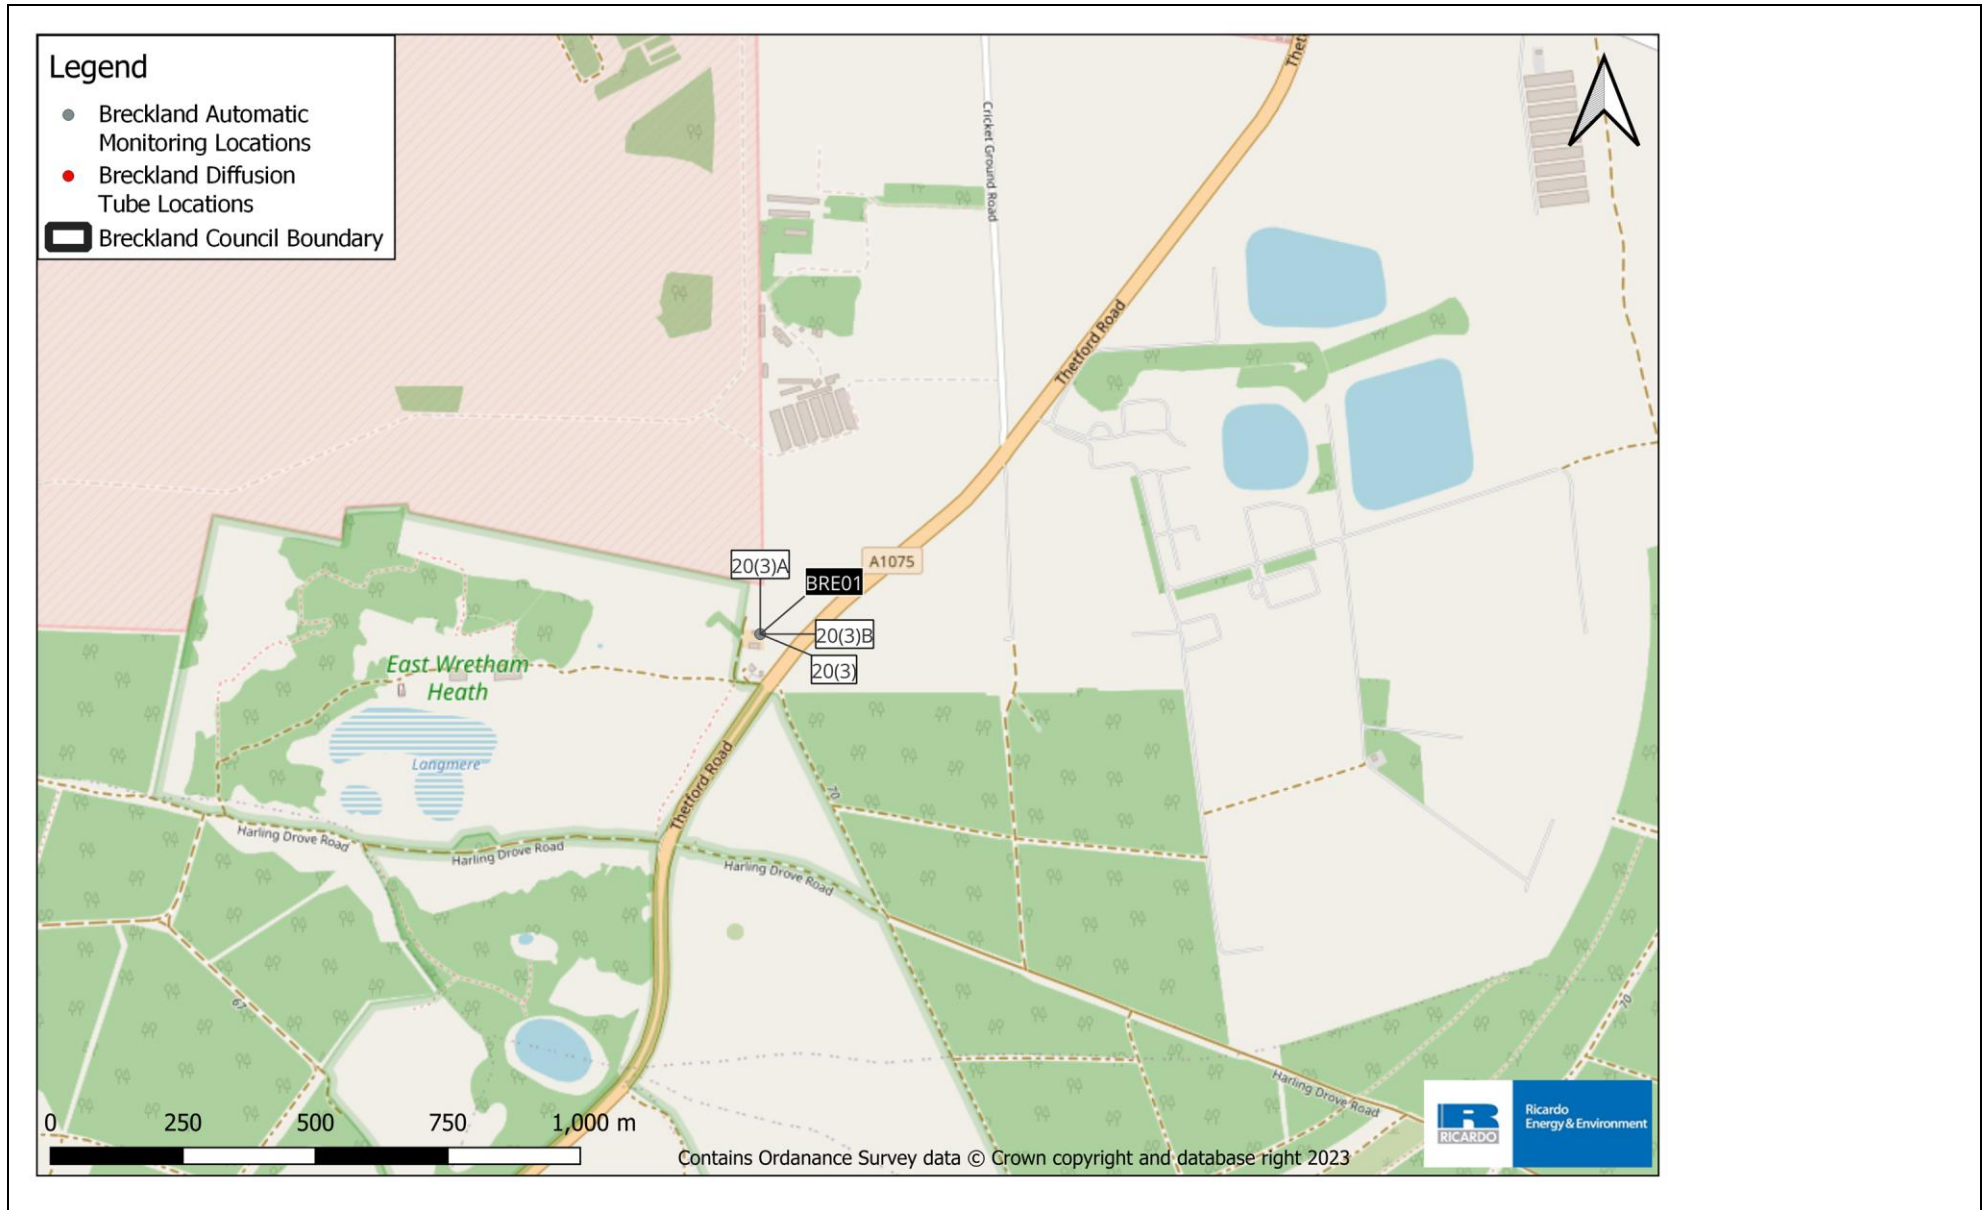 Legend
Breckland Automatic
Monitoring Locations
Breckland Diffusion
Tube Locations
Breckland Council Boundary
Thet
Cricket Ground Road
Thetford Road
A1075
20(3)A
BRE01
20(3)B
20(3)
East Wretham
Heath
Longmere
Thetford Road
70
Harling Drove Road
Harling Drove Road
Harling Drove Road
67
70
Harling Drove Road
0 250 500 750 1,000 m
Contains Ordanance Survey data © Crown copyright and database right 2023
R
RICARDO
Ricardo
Energy & Environment